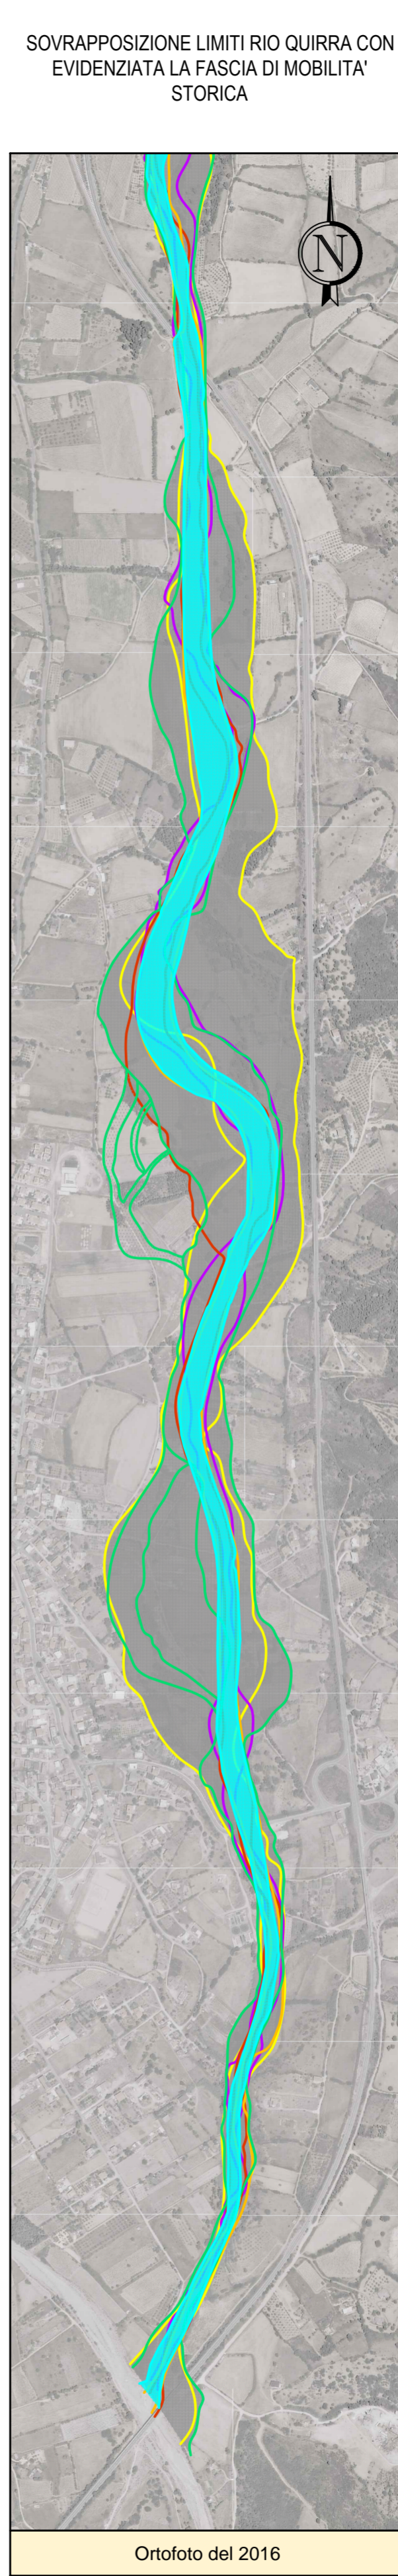 SOVRAPPOSIZIONE LIMITI RIO QUIRRA CON
EVIDENZIATA LA FASCIA DI MOBILITA'
STORICA
N
Ortofoto del 2016